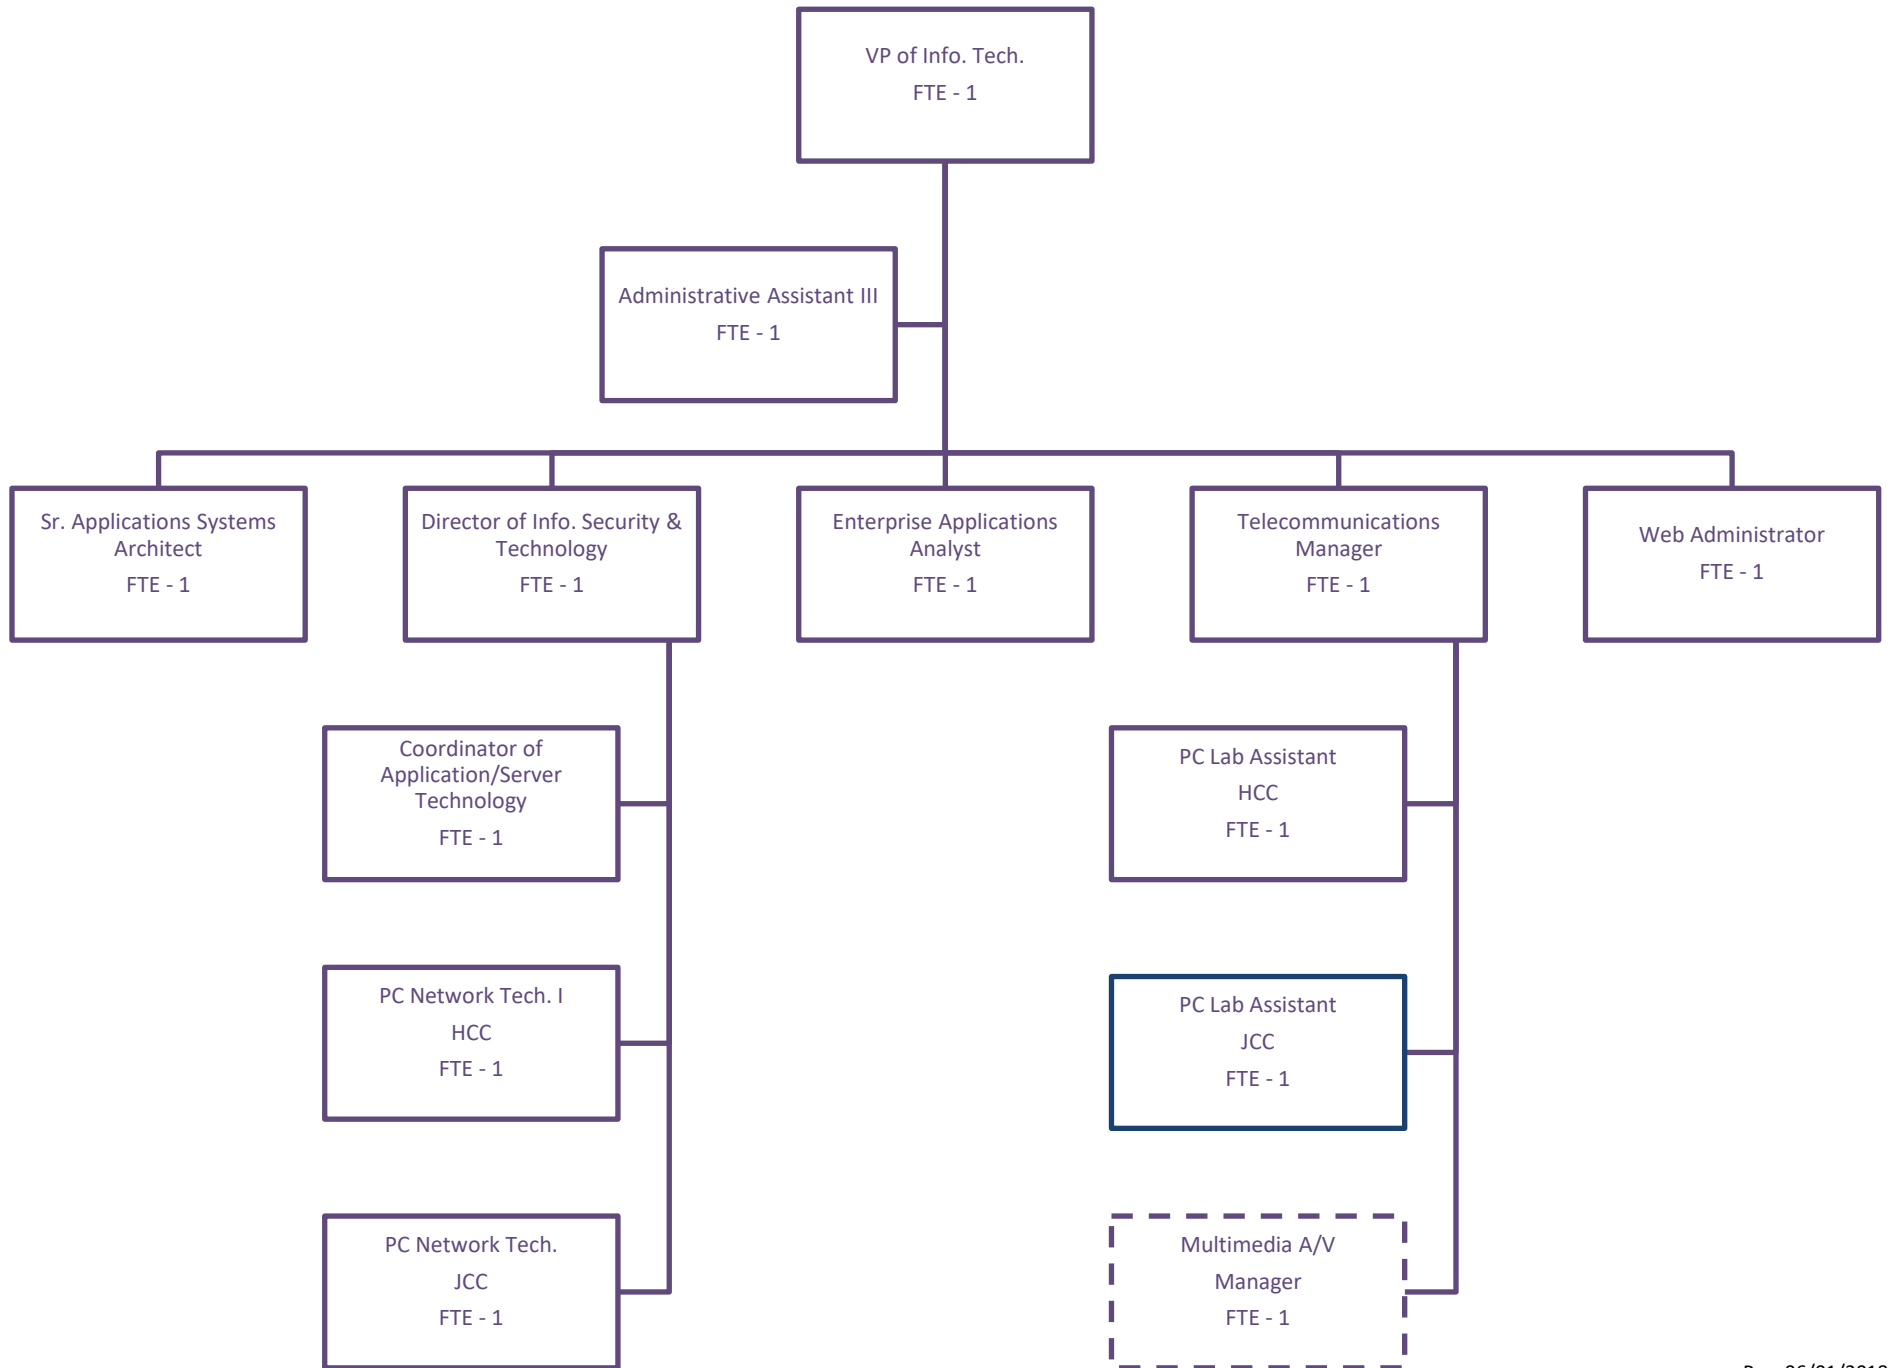 VP of Info. Tech.
FTE - 1
Administrative Assistant III
FTE - 1
Sr. Applications Systems
Architect
FTE - 1
Director of Info. Security &
Technology
FTE - 1
Enterprise Applications
Analyst
FTE - 1
Telecommunications
Manager
FTE - 1
Web Administrator
FTE - 1
Coordinator of
Application/Server
Technology
FTE - 1
PC Lab Assistant
HCC
FTE - 1
PC Network Tech. I
HCC
FTE - 1
PC Lab Assistant
JCC
FTE - 1
PC Network Tech.
JCC
FTE - 1
Multimedia A/V
Manager
FTE - 1